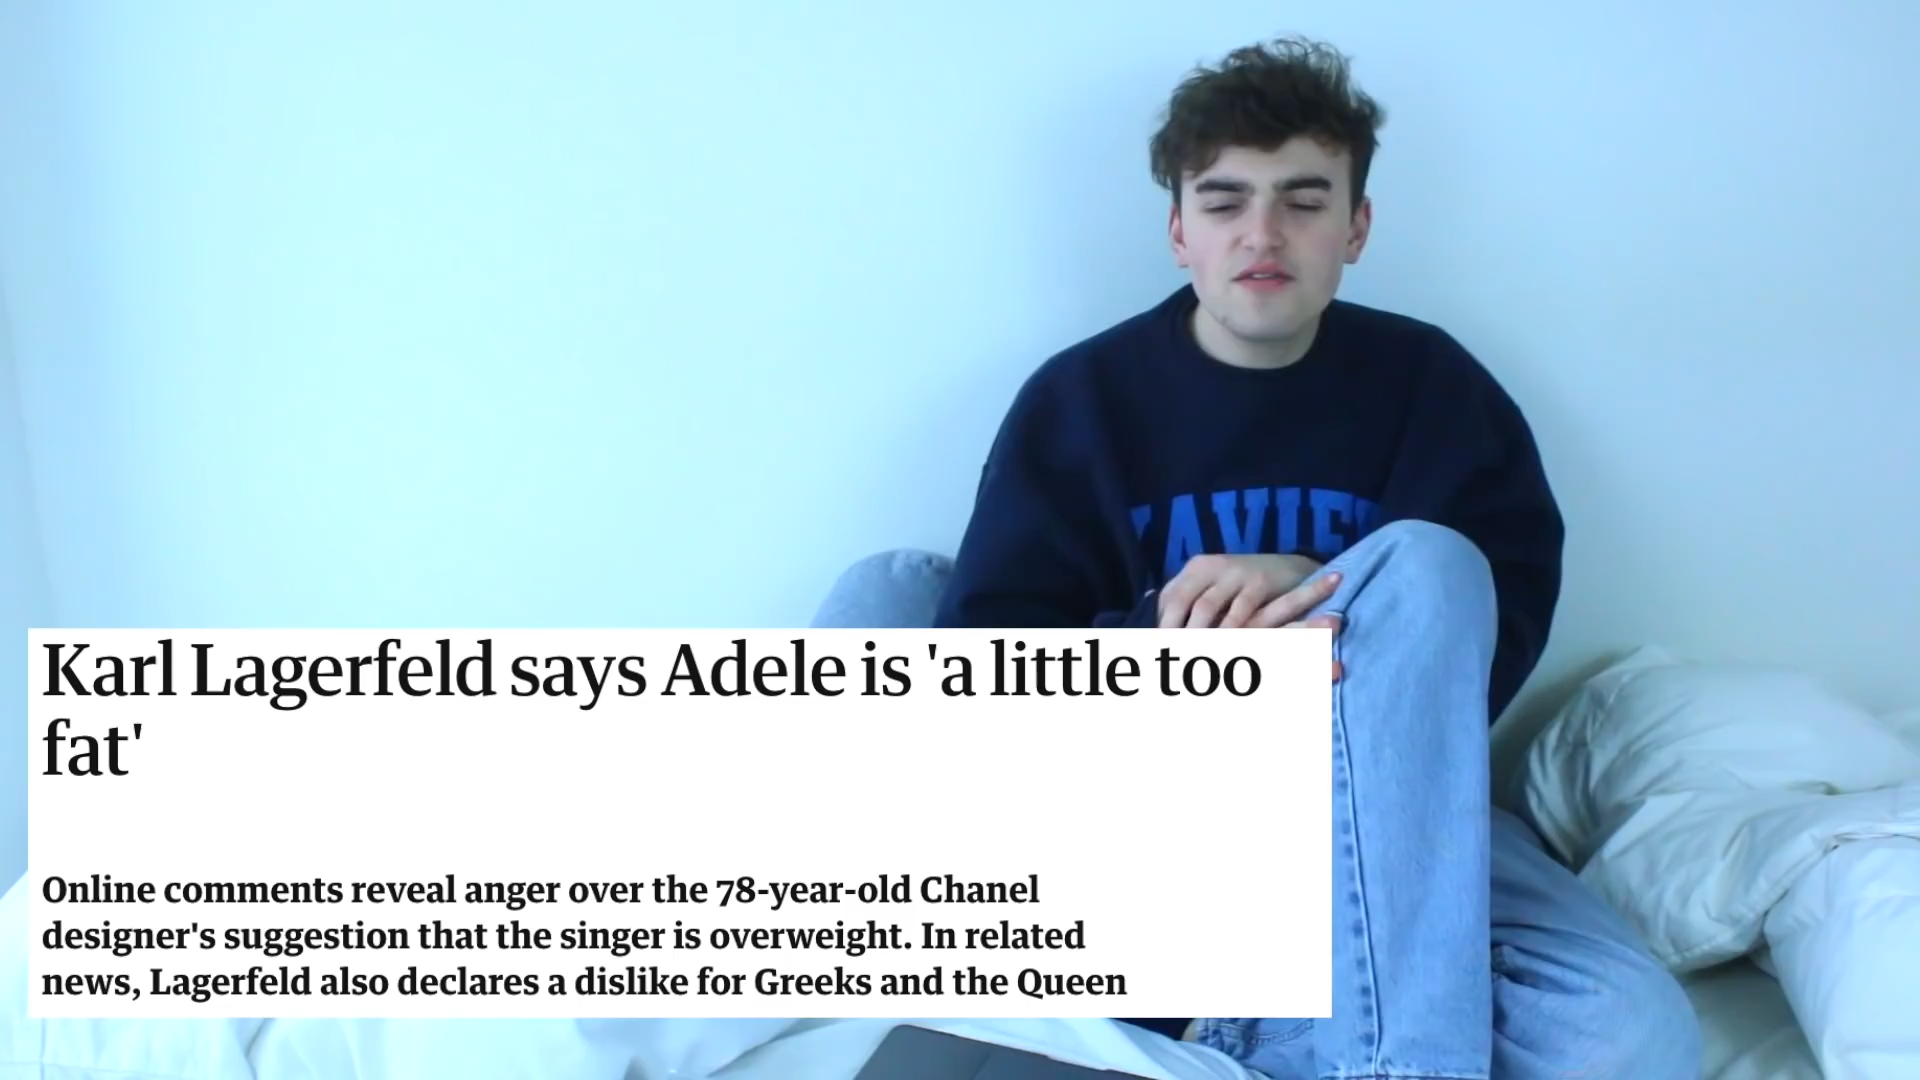 XAVIER
Karl Lagerfeld says Adele is 'a little too
fat'
Online comments reveal anger over the 78-year-old Chanel
designer's suggestion that the singer is overweight. In related
news, Lagerfeld also declares a dislike for Greeks and the Queen